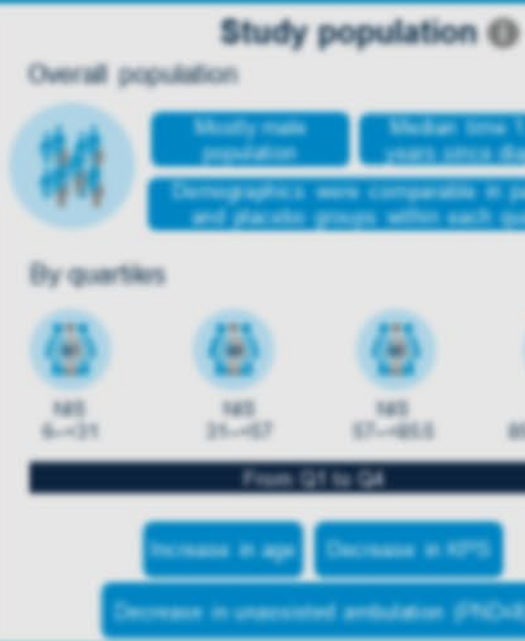 Study population
Overall population
Mostly male
population
Median time
years since
Demographics were comparable in
and placebo groups within each
By quartiles
NIS NIS NIS
6–<31 31–<57 57–<85.5
From Q1 to Q4
Increase in age Decrease in KPS
Decrease in unassisted ambulation